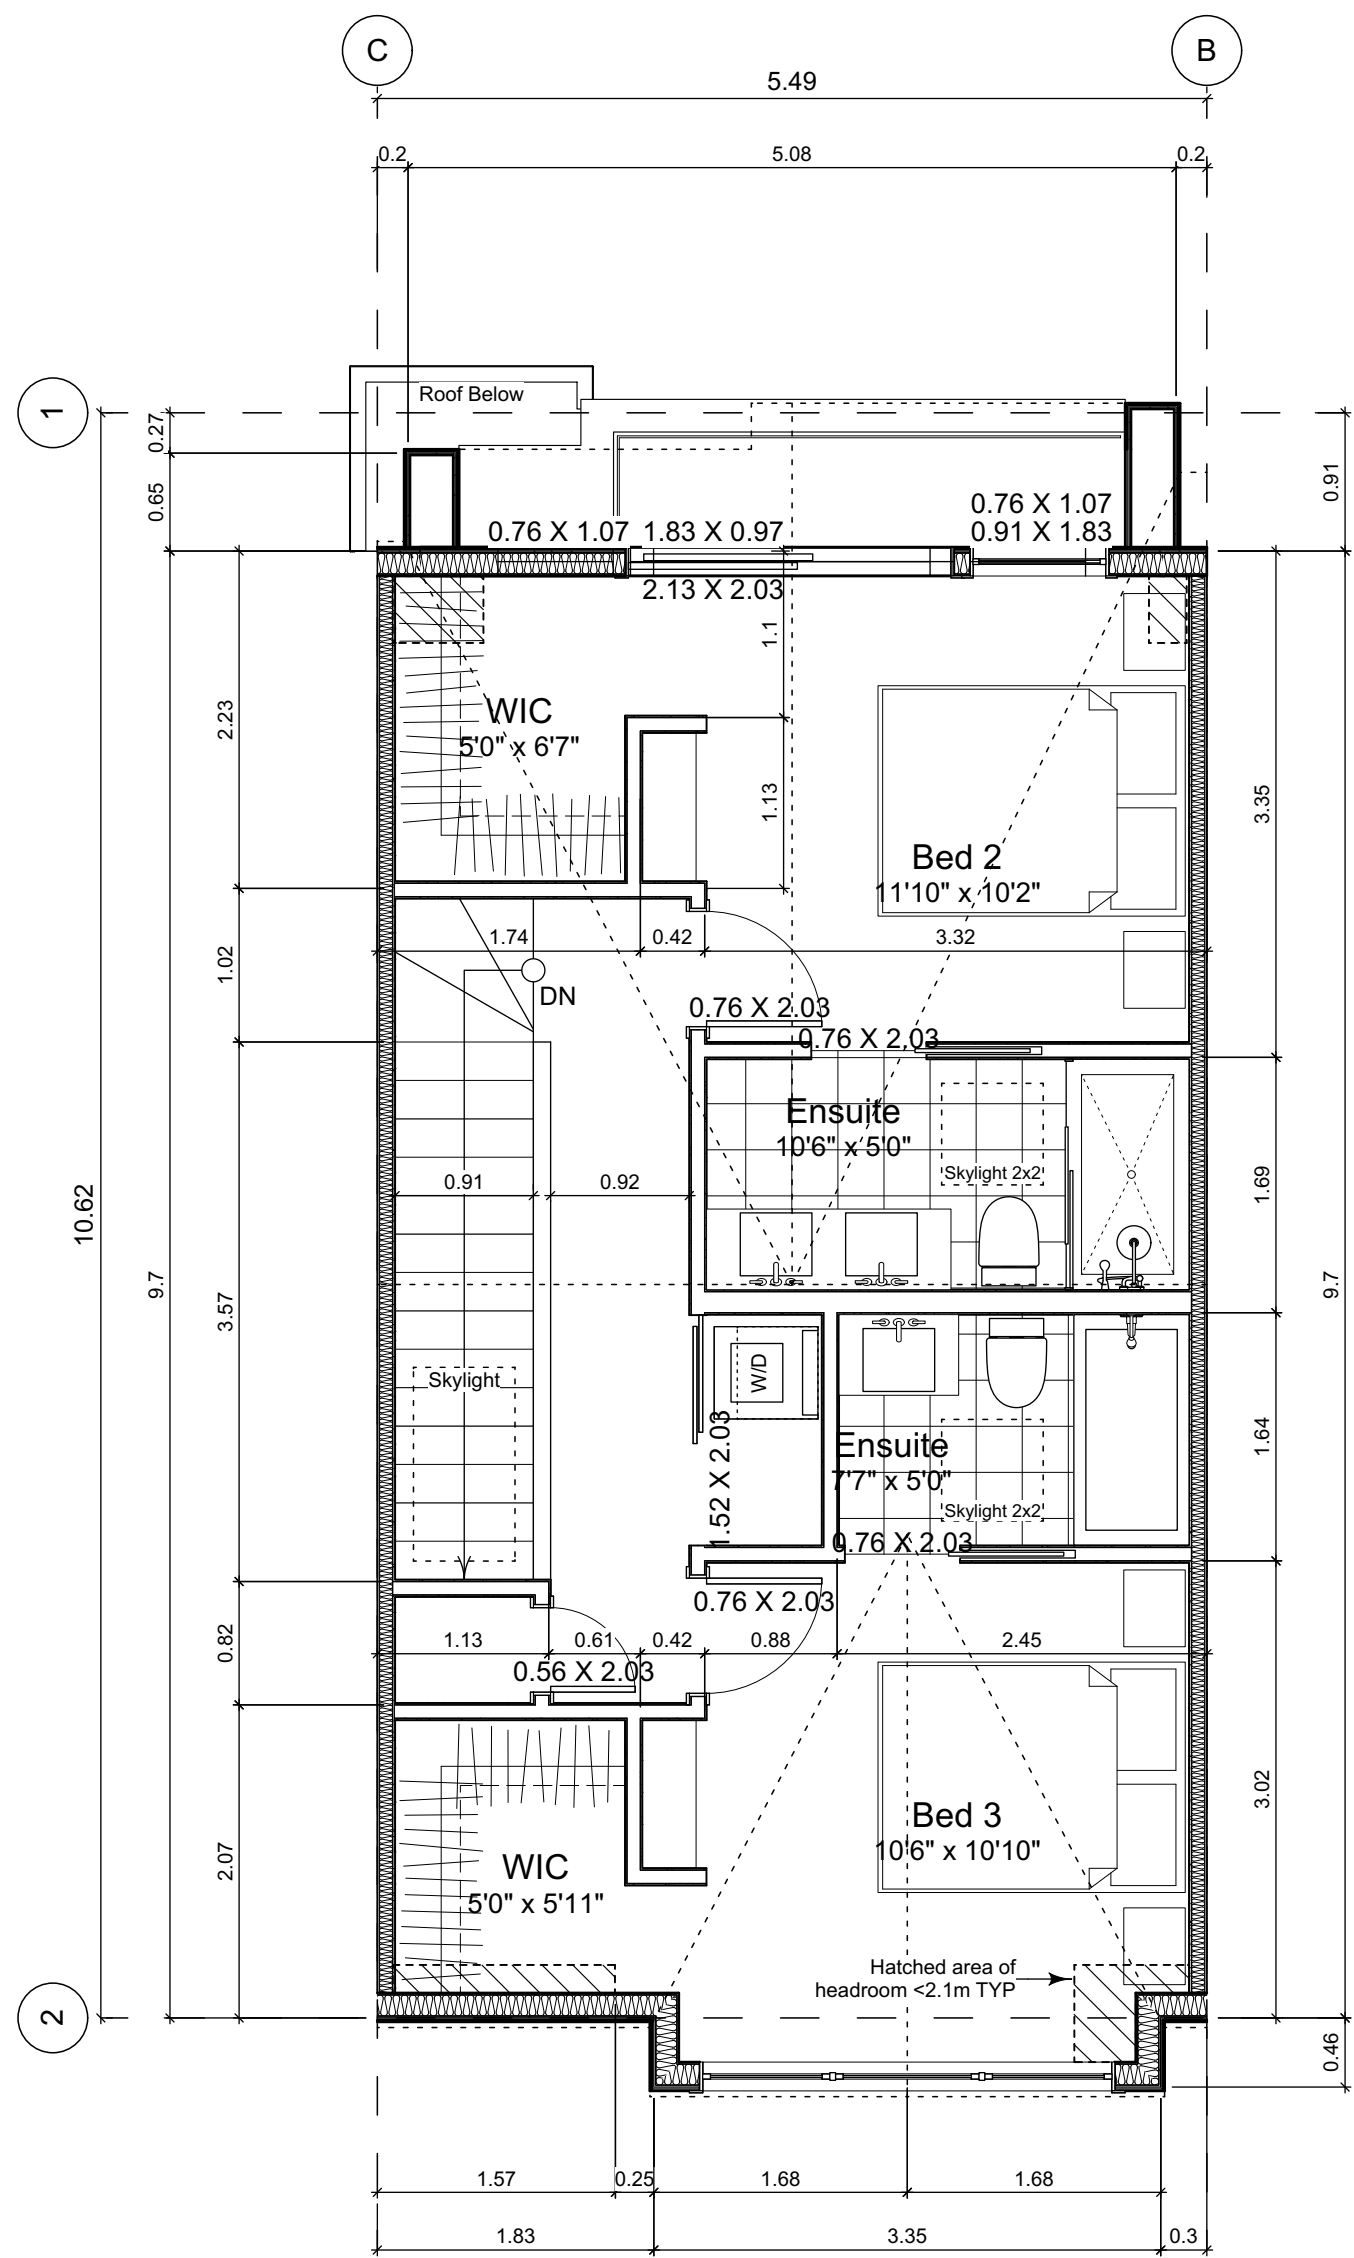 C
B
5.49
0.2
5.08
0.2
Roof Below
1
0.27
0.65
0.91
0.76 X 1.07
0.76 X 1.07
1.83 X 0.97
0.91 X 1.83
2.13 X 2.03
1.1
2.23
WIC
5'0" x 6'7"
1.13
3.35
Bed 2
11'10" x 10'2"
1.74
0.42
3.32
1.02
DN
0.76 X 2.03
0.76 X 2.03
Ensuite
10'6" x 5'0"
Skylight 2x2
0.91
0.92
1.69
10.62
9.7
3.57
9.7
Skylight
W/D
1.52 X 2.03
Ensuite
7'7" x 5'0"
1.64
Skylight 2x2
0.76 X 2.03
0.76 X 2.03
0.82
1.13
0.61
0.42
0.88
2.45
0.56 X 2.03
Bed 3
10'6" x 10'10"
3.02
2.07
WIC
5'0" x 5'11"
Hatched area of
headroom <2.1m TYP
2
0.46
1.57
0.25
1.68
1.68
1.83
3.35
0.3